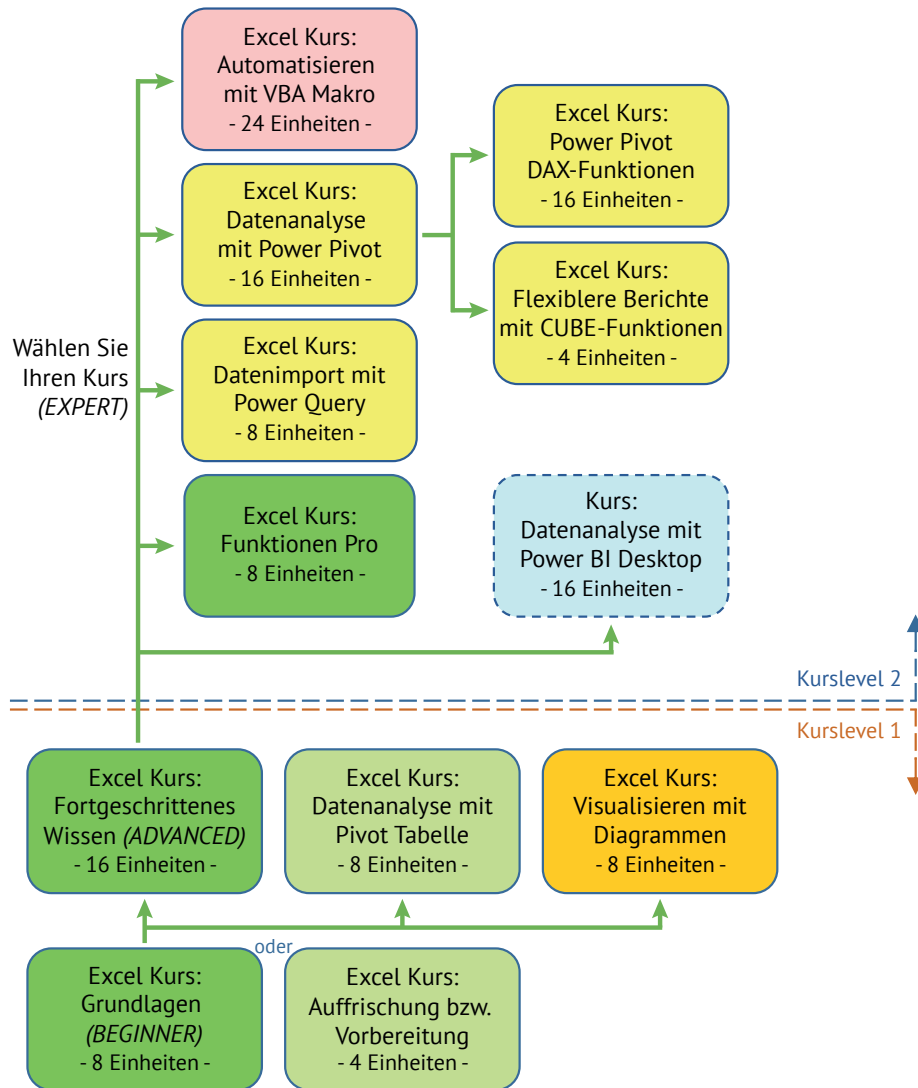 Excel Kurs:
Automatisieren
mit VBA Makro
- 24 Einheiten -
Excel Kurs:
Power Pivot
DAX-Funktionen
- 16 Einheiten -
Excel Kurs:
Datenanalyse
mit Power Pivot
- 16 Einheiten -
Excel Kurs:
Flexiblere Berichte
mit CUBE-Funktionen
- 4 Einheiten -
Wählen Sie
Ihren Kurs
(EXPERT)
Excel Kurs:
Datenimport mit
Power Query
- 8 Einheiten -
Excel Kurs:
Funktionen Pro
- 8 Einheiten -
Kurs:
Datenanalyse mit
Power BI Desktop
- 16 Einheiten -
Kurslevel 2
Kurslevel 1
Excel Kurs:
Fortgeschrittenes
Wissen (ADVANCED)
- 16 Einheiten -
Excel Kurs:
Datenanalyse mit
Pivot Tabelle
- 8 Einheiten -
Excel Kurs:
Visualisieren mit
Diagrammen
- 8 Einheiten -
oder
Excel Kurs:
Grundlagen
(BEGINNER)
- 8 Einheiten -
Excel Kurs:
Auffrischung bzw.
Vorbereitung
- 4 Einheiten -